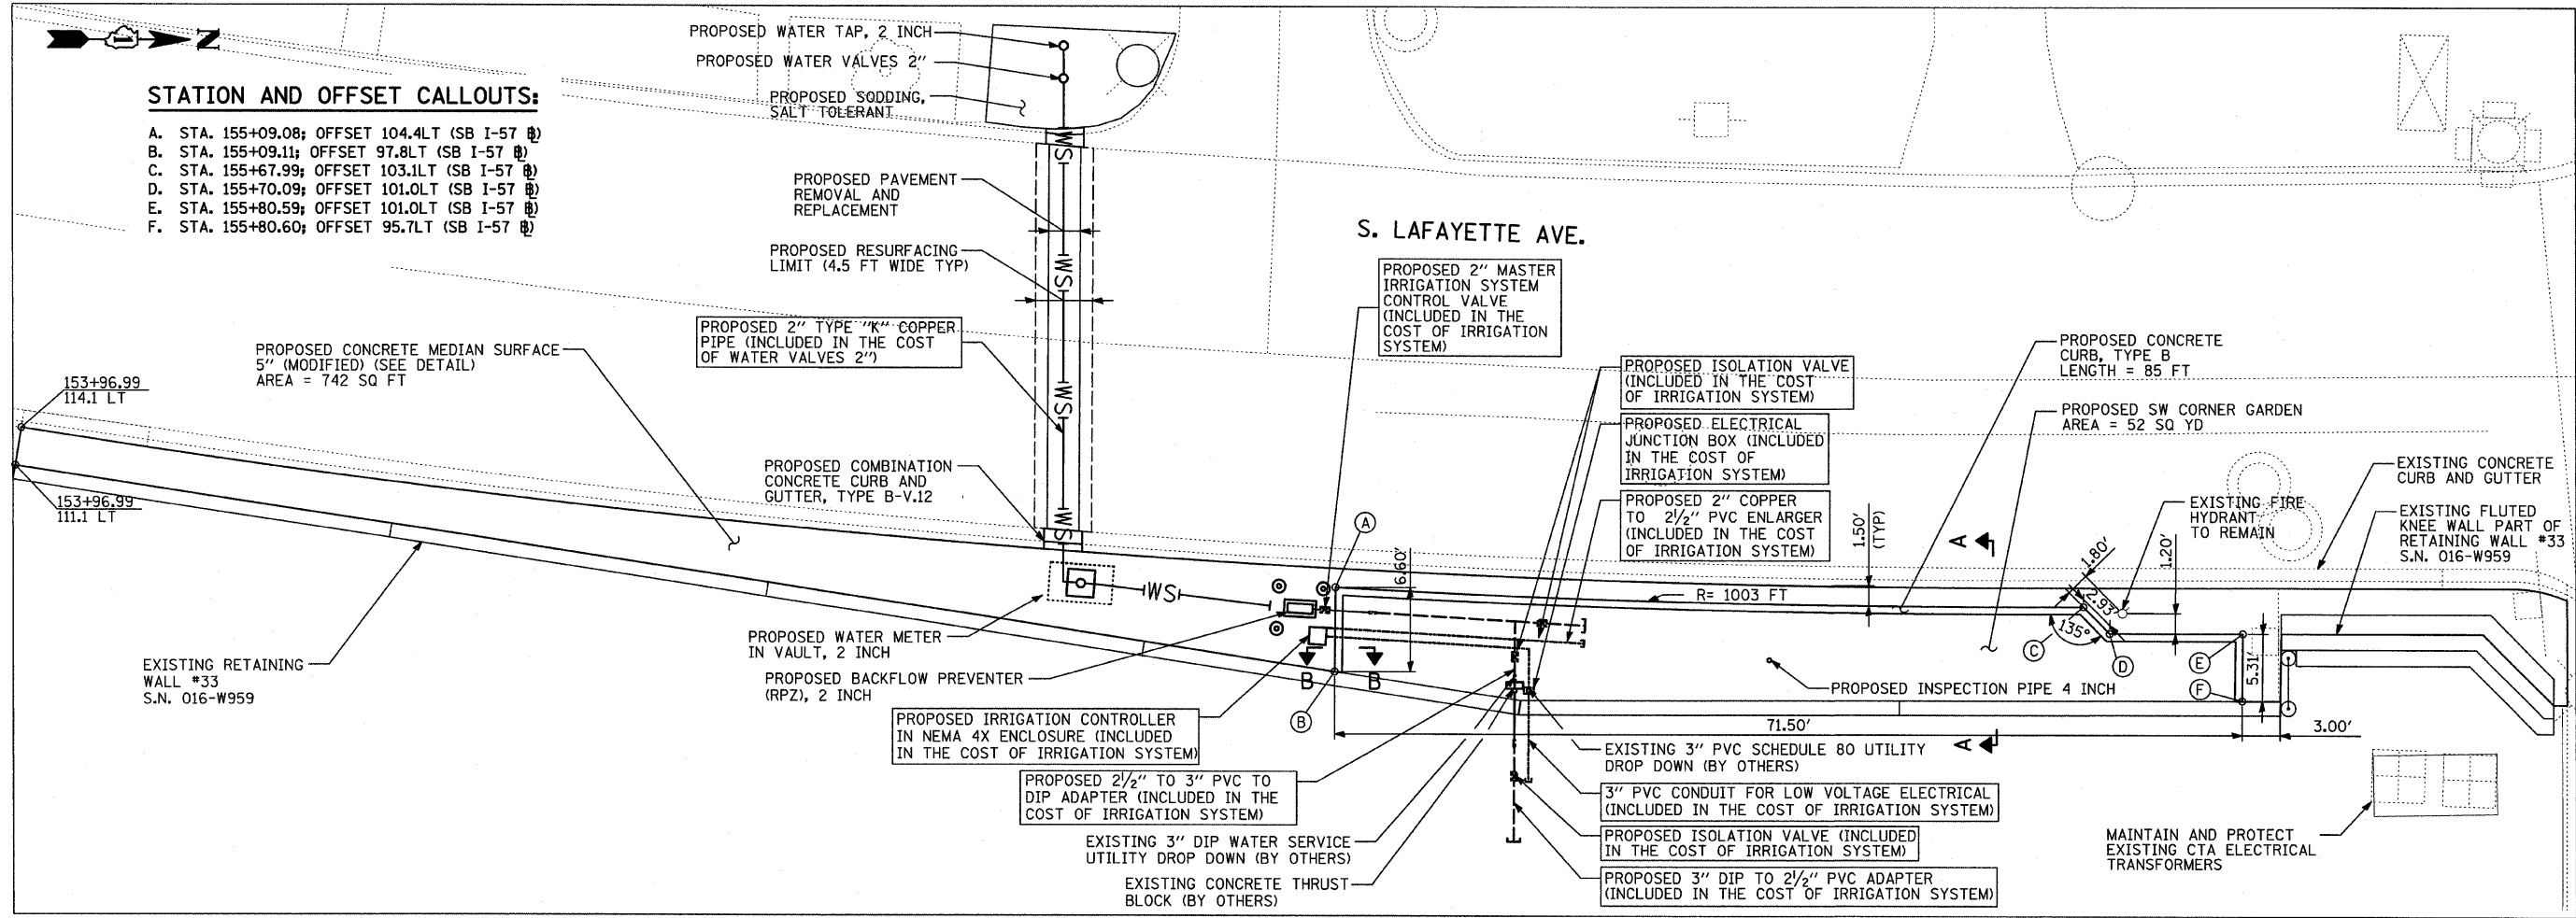 N
STATION AND OFFSET CALLOUTS:
A. STA. 155+09.08; OFFSET 104.4LT (SB I-57 ℄)
B. STA. 155+09.11; OFFSET 97.8LT (SB I-57 ℄)
C. STA. 155+67.99; OFFSET 103.1LT (SB I-57 ℄)
D. STA. 155+70.09; OFFSET 101.0LT (SB I-57 ℄)
E. STA. 155+80.59; OFFSET 101.0LT (SB I-57 ℄)
F. STA. 155+80.60; OFFSET 95.7LT (SB I-57 ℄)
PROPOSED WATER TAP, 2 INCH
PROPOSED WATER VALVES 2"
PROPOSED SODDING,
SALT TOLERANT
PROPOSED PAVEMENT
REMOVAL AND
REPLACEMENT
PROPOSED RESURFACING
LIMIT (4.5 FT WIDE TYP)
PROPOSED 2" TYPE "K" COPPER
PIPE (INCLUDED IN THE COST
OF WATER VALVES 2")
WS
WS
WS
WS
S. LAFAYETTE AVE.
PROPOSED 2" MASTER
IRRIGATION SYSTEM
CONTROL VALVE
(INCLUDED IN THE
COST OF IRRIGATION
SYSTEM)
PROPOSED CONCRETE MEDIAN SURFACE
5" (MODIFIED) (SEE DETAIL)
AREA = 742 SQ FT
153+96.99
114.1 LT
153+96.99
111.1 LT
PROPOSED COMBINATION
CONCRETE CURB AND
GUTTER, TYPE B-V.12
PROPOSED ISOLATION VALVE
(INCLUDED IN THE COST
OF IRRIGATION SYSTEM)
PROPOSED ELECTRICAL
JUNCTION BOX (INCLUDED
IN THE COST OF
IRRIGATION SYSTEM)
PROPOSED 2" COPPER
TO 2½" PVC ENLARGER
(INCLUDED IN THE COST
OF IRRIGATION SYSTEM)
PROPOSED CONCRETE
CURB, TYPE B
LENGTH = 85 FT
PROPOSED SW CORNER GARDEN
AREA = 52 SQ YD
EXISTING CONCRETE
CURB AND GUTTER
EXISTING FIRE
HYDRANT
TO REMAIN
EXISTING FLUTED
KNEE WALL PART OF
RETAINING WALL #33
S.N. 016-W959
A
6.60'
1.50'
(TYP)
A
1.80'
2.93'
1.20'
R= 1003 FT
135°
C
D
E
F
5.31'
WS
B
B
B
PROPOSED WATER METER
IN VAULT, 2 INCH
PROPOSED BACKFLOW PREVENTER
(RPZ), 2 INCH
EXISTING RETAINING
WALL #33
S.N. 016-W959
PROPOSED INSPECTION PIPE 4 INCH
71.50'
3.00'
A
PROPOSED IRRIGATION CONTROLLER
IN NEMA 4X ENCLOSURE (INCLUDED
IN THE COST OF IRRIGATION SYSTEM)
PROPOSED 2½" TO 3" PVC TO
DIP ADAPTER (INCLUDED IN THE
COST OF IRRIGATION SYSTEM)
EXISTING 3" DIP WATER SERVICE
UTILITY DROP DOWN (BY OTHERS)
EXISTING CONCRETE THRUST
BLOCK (BY OTHERS)
EXISTING 3" PVC SCHEDULE 80 UTILITY
DROP DOWN (BY OTHERS)
3" PVC CONDUIT FOR LOW VOLTAGE ELECTRICAL
(INCLUDED IN THE COST OF IRRIGATION SYSTEM)
PROPOSED ISOLATION VALVE (INCLUDED
IN THE COST OF IRRIGATION SYSTEM)
PROPOSED 3" DIP TO 2½" PVC ADAPTER
(INCLUDED IN THE COST OF IRRIGATION SYSTEM)
MAINTAIN AND PROTECT
EXISTING CTA ELECTRICAL
TRANSFORMERS